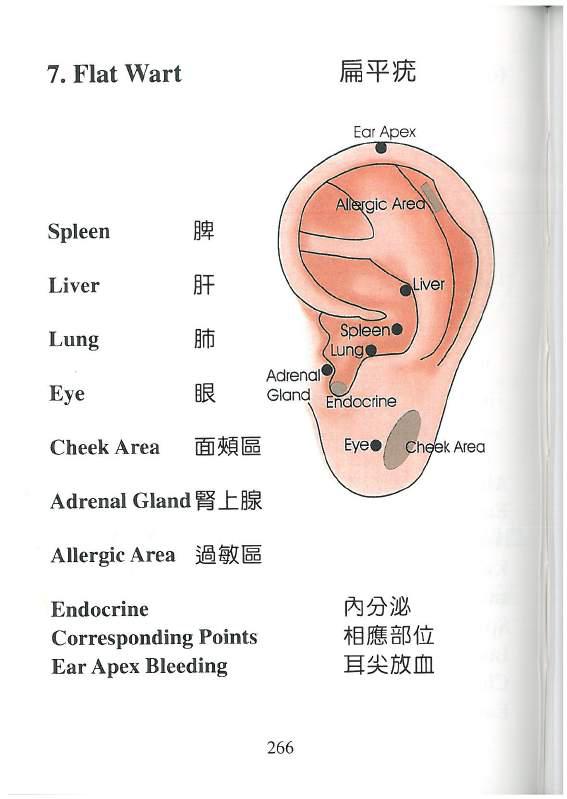 7. Flat Wart 扁平疣
Ear Apex
Allergic Area
Spleen 脾
Liver
Liver 肝
Spleen
Lung 肺
Lung
Adrenal
Gland
Eye 眼
Endocrine
Cheek Area 面頰區
Eye
Cheek Area
Adrenal Gland 腎上腺
Allergic Area 過敏區
Endocrine 內分泌
Corresponding Points 相應部位
Ear Apex Bleeding 耳尖放血
266